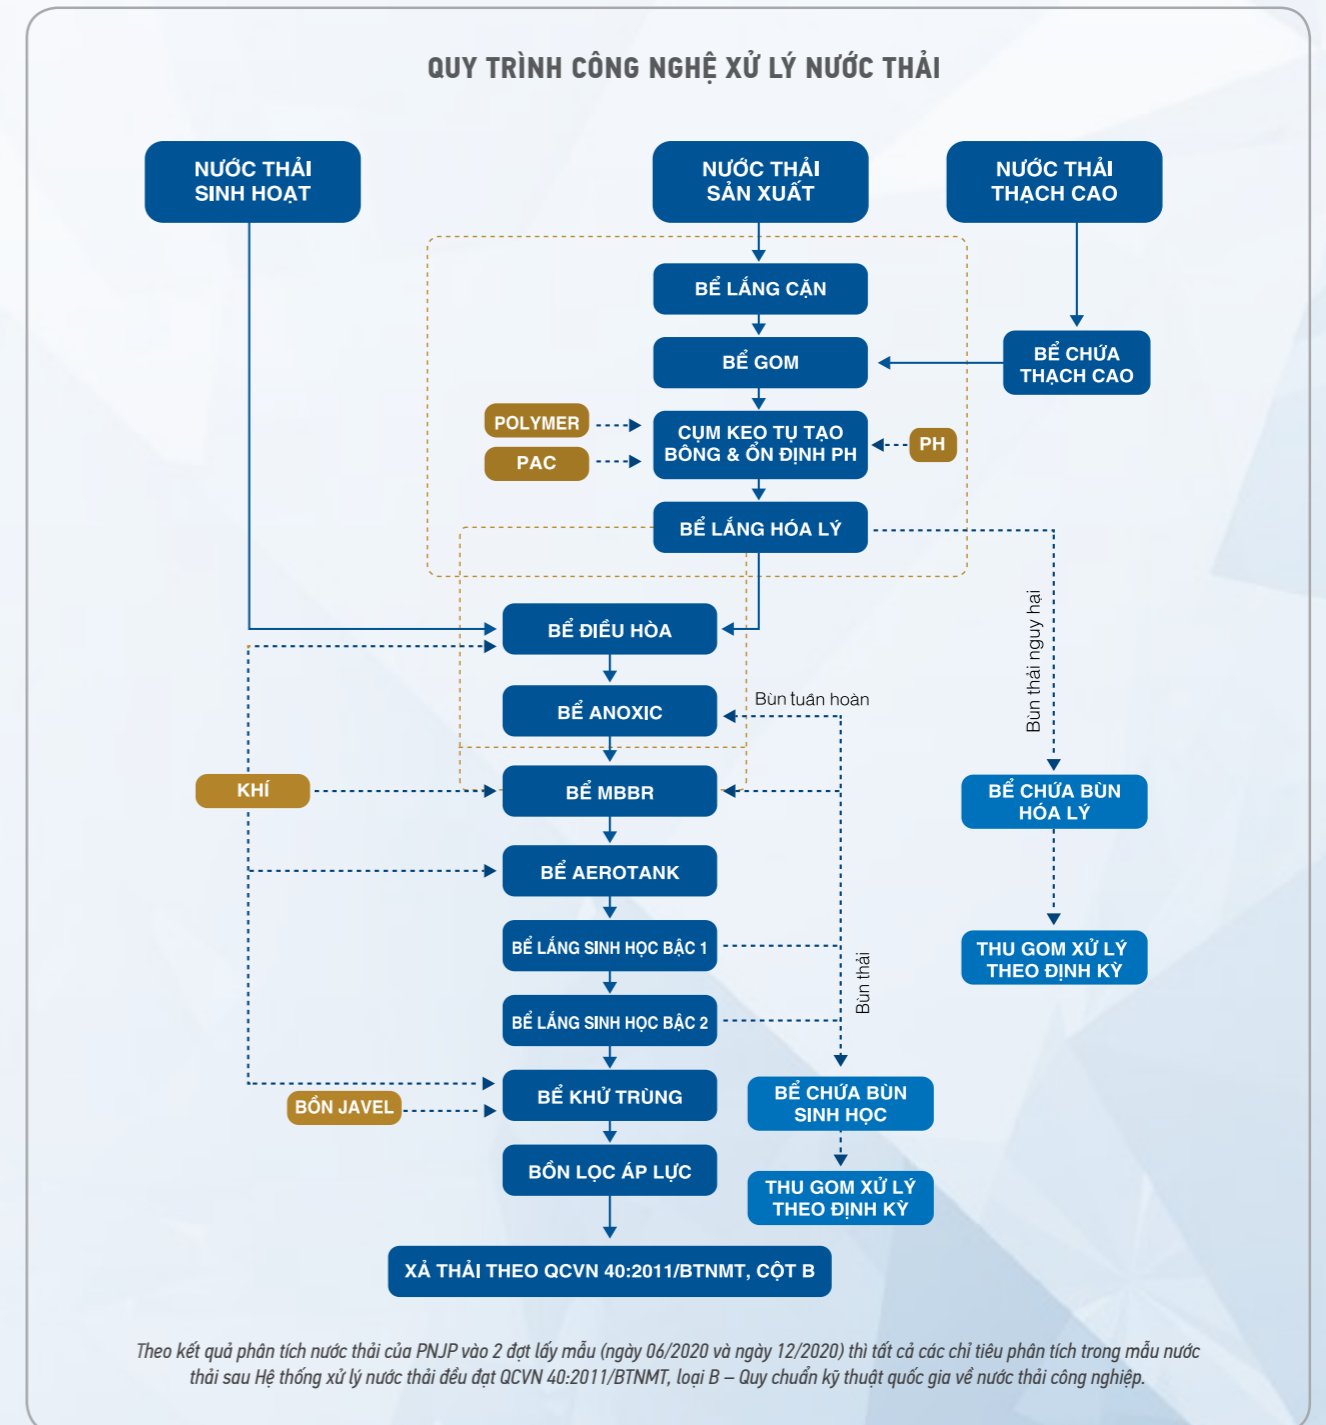 QUY TRÌNH CÔNG NGHỆ XỬ LÝ NƯỚC THẢI
NƯỚC THẢI
SINH HOẠT
NƯỚC THẢI
SẢN XUẤT
NƯỚC THẢI
THẠCH CAO
BỂ LẮNG CẶN
BỂ GOM
BỂ CHỨA
THẠCH CAO
POLYMER
PAC
CỤM KEO TỤ TẠO
BÔNG & ỔN ĐỊNH PH
PH
BỂ LẮNG HÓA LÝ
BỂ ĐIỀU HÒA
Bùn thải nguy hại
BỂ ANOXIC
Bùn tuần hoàn
KHÍ
BỂ MBBR
BỂ CHỨA BÙN
HÓA LÝ
BỂ AEROTANK
BỂ LẮNG SINH HỌC BẬC 1
THU GOM XỬ LÝ
THEO ĐỊNH KỲ
Bùn thải
BỂ LẮNG SINH HỌC BẬC 2
BỂ KHỬ TRÙNG
BỒN JAVEL
BỂ CHỨA BÙN
SINH HỌC
BỒN LỌC ÁP LỰC
THU GOM XỬ LÝ
THEO ĐỊNH KỲ
XẢ THẢI THEO QCVN 40:2011/BTNMT, CỘT B
Theo kết quả phân tích nước thải của PNJP vào 2 đợt lấy mẫu (ngày 06/2020 và ngày 12/2020) thì tất cả các chỉ tiêu phân tích trong mẫu nước
thải sau Hệ thống xử lý nước thải đều đạt QCVN 40:2011/BTNMT, loại B – Quy chuẩn kỹ thuật quốc gia về nước thải công nghiệp.